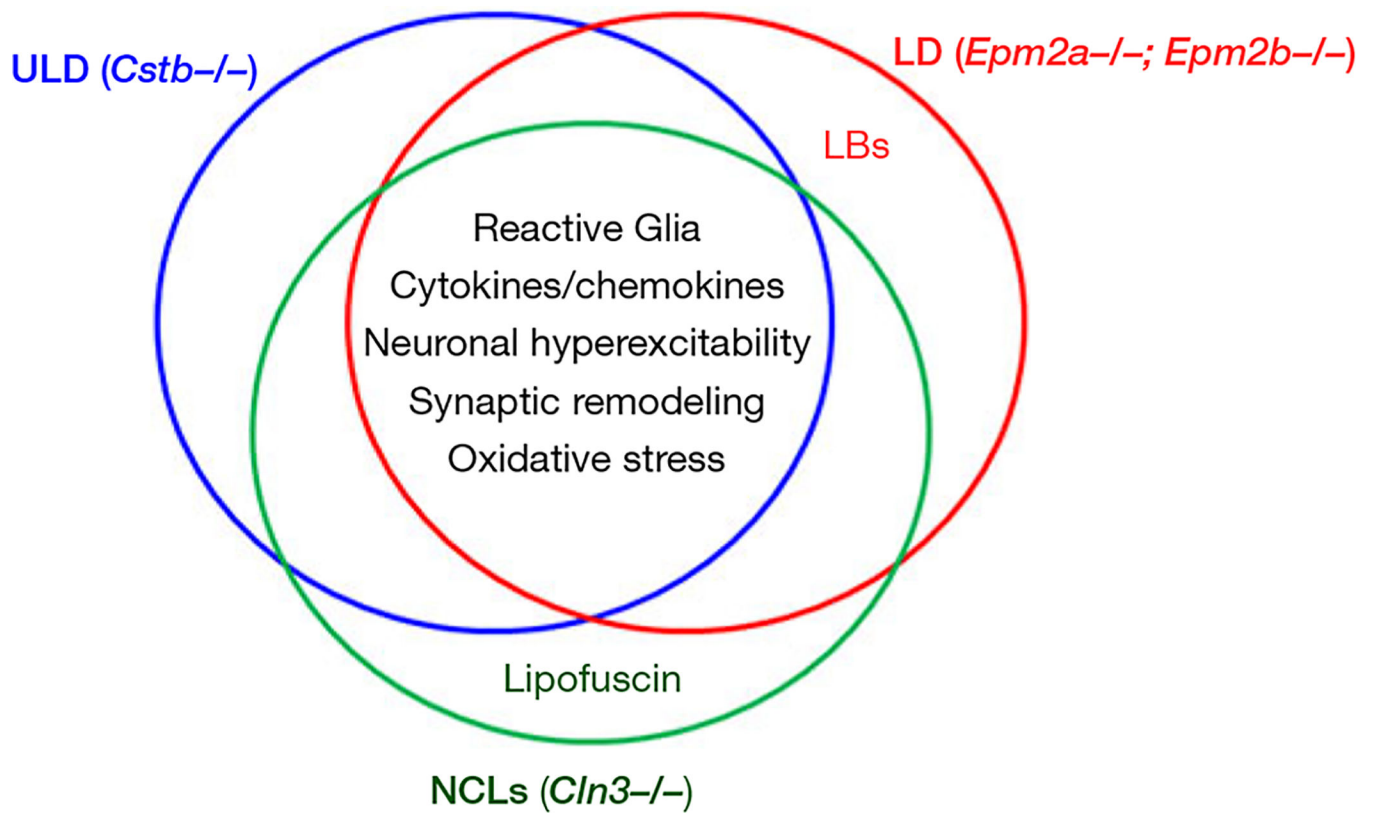 ULD (Cstb–/–)
LD (Epm2a–/–; Epm2b–/–)
LBs
Reactive Glia
Cytokines/chemokines
Neuronal hyperexcitability
Synaptic remodeling
Oxidative stress
Lipofuscin
NCLs (Cln3–/–)